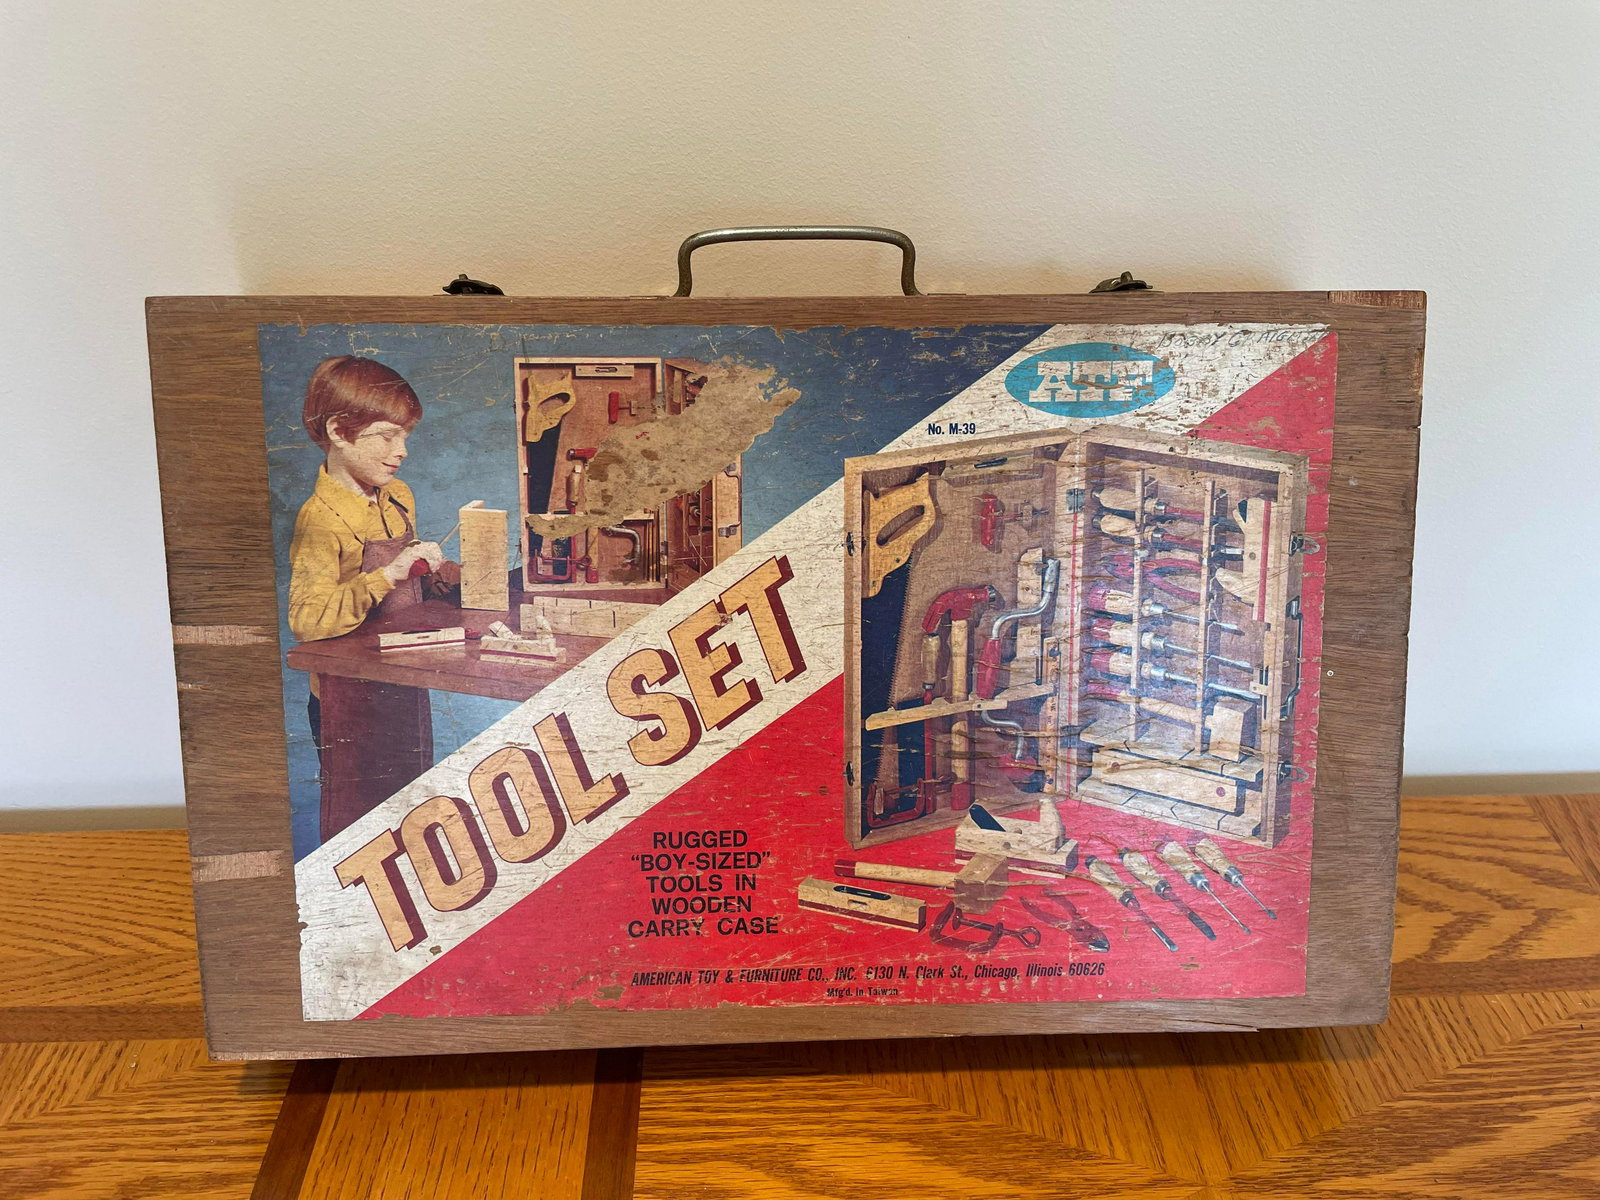 ATF
No. M-39
TOOL SET
RUGGED
"BOY-SIZED"
TOOLS IN
WOODEN
CARRY CASE
AMERICAN TOY & FURNITURE CO., INC. 6130 N. Clark St., Chicago, Illinois 60626
Mfg'd. In Taiwan